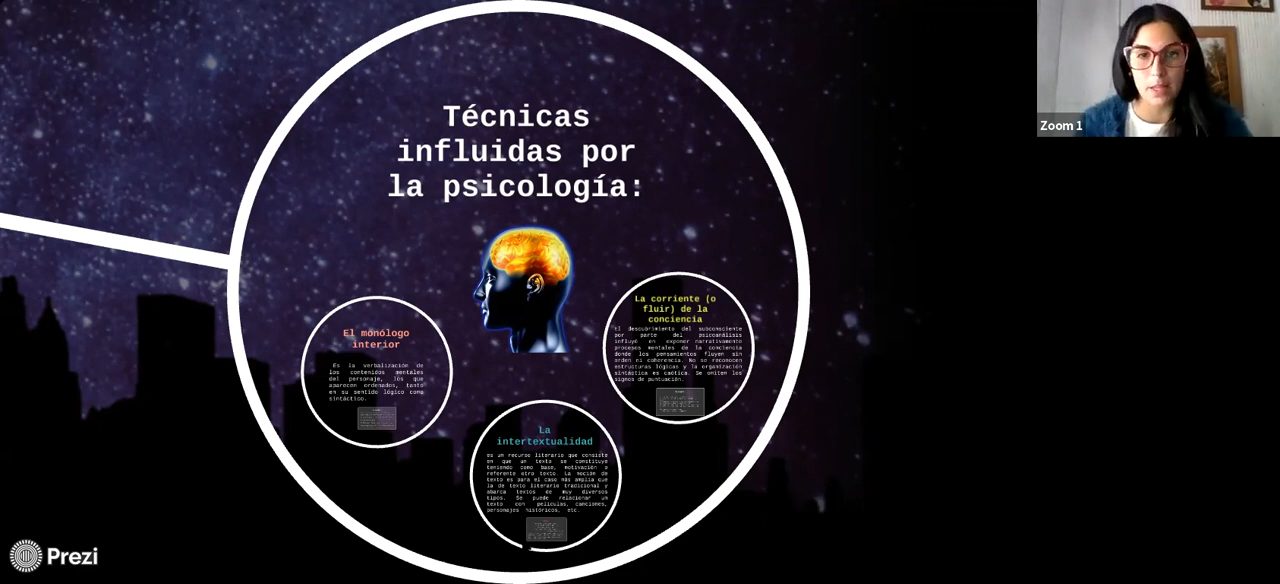 Técnicas
influidas por
la psicología:
El monólogo
interior
Es la verbalización de
los contenidos mentales
del personaje, los que
aparecen ordenados, tanto
en su sentido lógico como
sintáctico.
La
intertextualidad
es un recurso literario que consiste
en que un texto se constituye
teniendo como base, motivación o
referente otro texto. La noción de
texto es para el caso más amplia que
la de texto literario tradicional y
abarca textos de muy diversos
tipos. Se puede relacionar un
texto con películas, canciones,
personajes históricos, etc.
La corriente (o
fluir) de la
conciencia
El descubrimiento del subconsciente
por parte del psicoanálisis
influyó en exponer narrativamente
procesos mentales de la conciencia
donde los pensamientos fluyen sin
orden ni coherencia. No se reconocen
estructuras lógicas y la organización
sintáctica es caótica. Se omiten los
signos de puntuación.
Zoom 1
Prezi